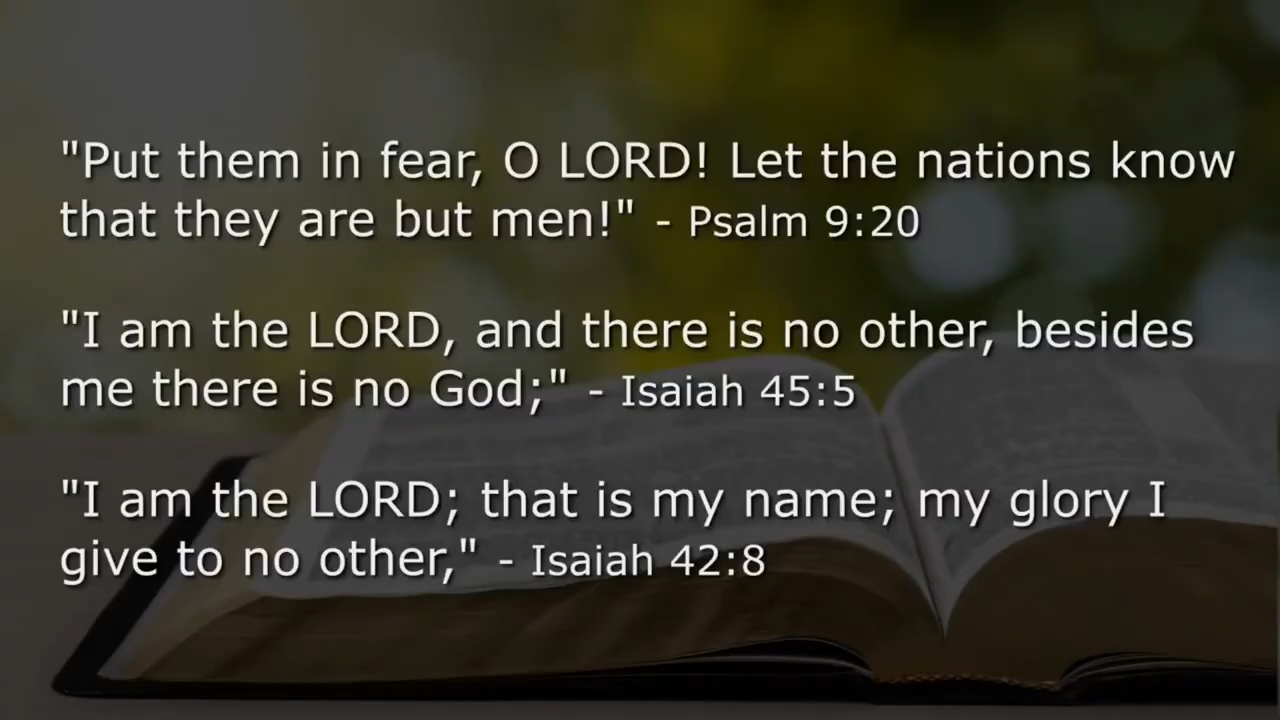 "Put them in fear, O LORD! Let the nations know
that they are but men!" - Psalm 9:20
"I am the LORD, and there is no other, besides
me there is no God;" - Isaiah 45:5
"I am the LORD; that is my name; my glory I
give to no other," - Isaiah 42:8